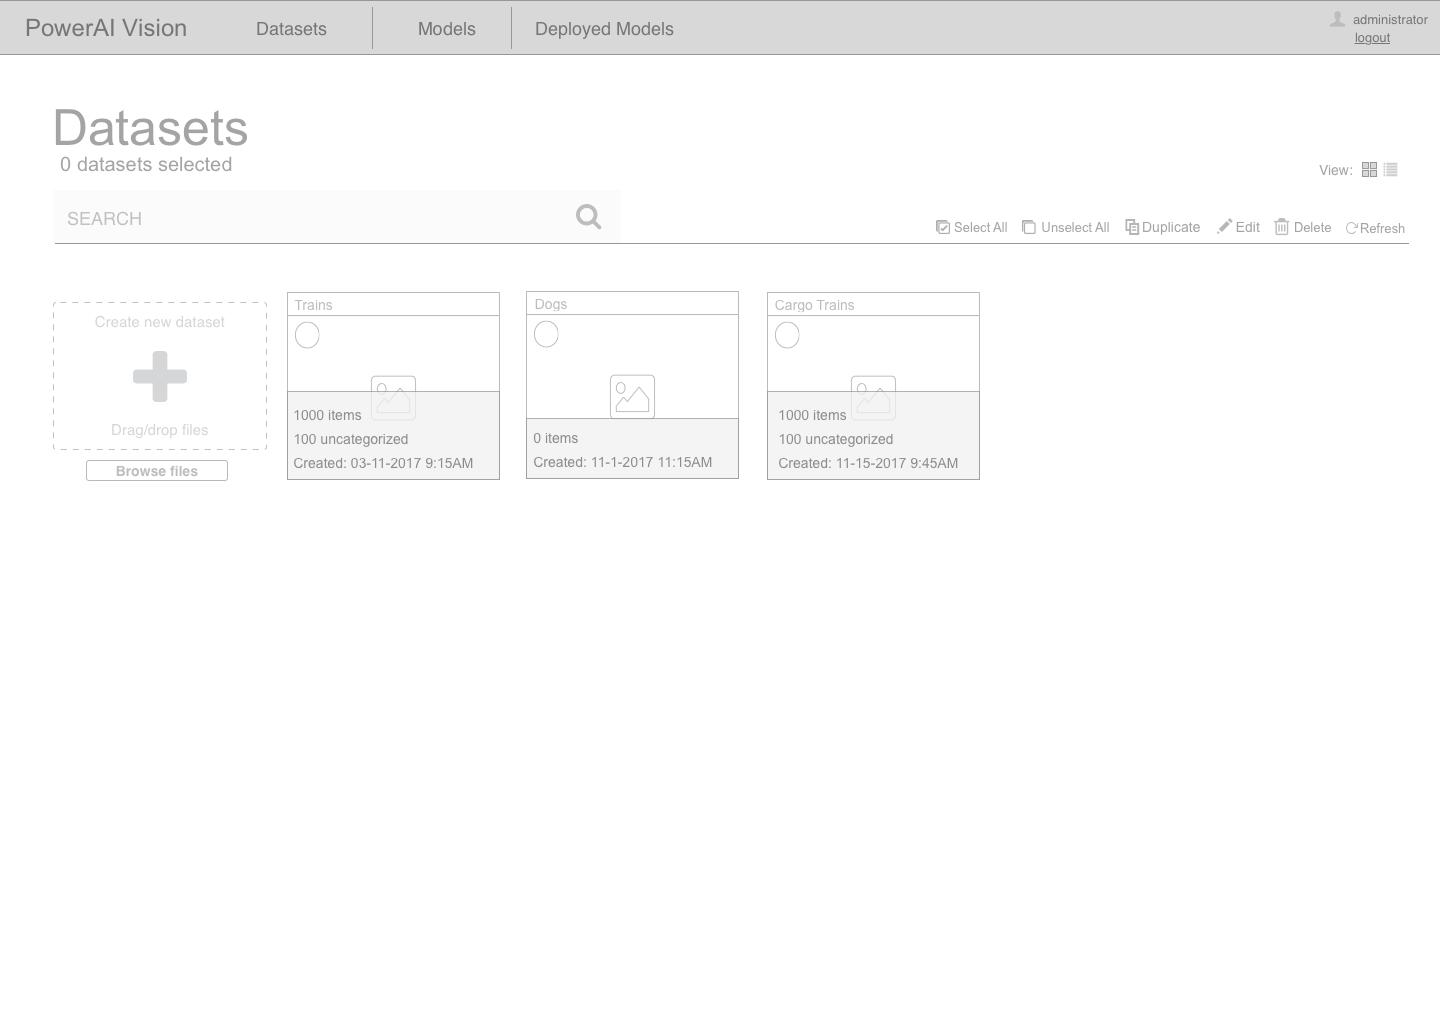 PowerAI Vision
Datasets
Models
Deployed Models
administrator
logout
Datasets
0 datasets selected
View:
SEARCH
Select All
Unselect All
Duplicate
Edit
Delete
Refresh
Create new dataset
Drag/drop files
Browse files
Trains
1000 items
100 uncategorized
Created: 03-11-2017 9:15AM
Dogs
0 items
Created: 11-1-2017 11:15AM
Cargo Trains
1000 items
100 uncategorized
Created: 11-15-2017 9:45AM